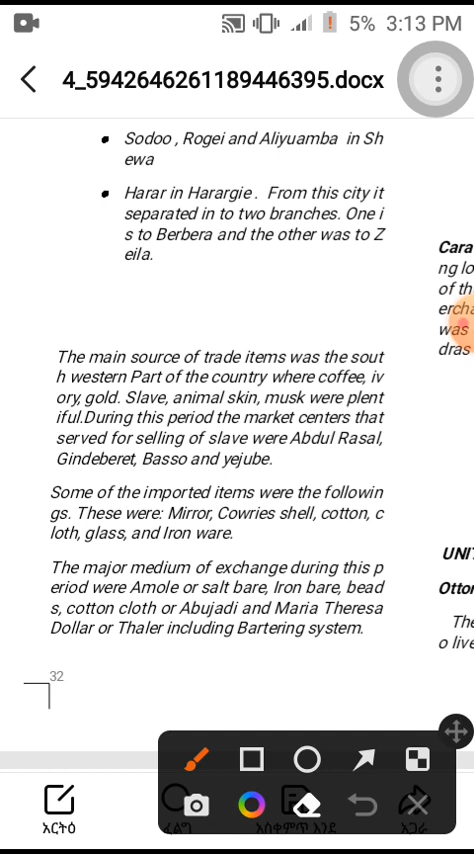 5% 3:13 PM
4_5942646261189446395.docx
• Sodoo , Rogei and Aliyuamba in Sh
ewa
• Harar in Harargie . From this city it
separated in to two branches. One i
s to Berbera and the other was to Z
eila.
The main source of trade items was the sout
h western Part of the country where coffee, iv
ory, gold. Slave, animal skin, musk were plent
iful.During this period the market centers that
served for selling of slave were Abdul Rasal,
Gindeberet, Basso and yejube.
Some of the imported items were the followin
gs. These were: Mirror, Cowries shell, cotton, c
loth, glass, and Iron ware.
The major medium of exchange during this p
eriod were Amole or salt bare, Iron bare, bead
s, cotton cloth or Abujadi and Maria Theresa
Dollar or Thaler including Bartering system.
32
Cara
ng lo
of th
erch
was
dras
UNIT
Ottor
The
o live
አርትዕ
ፈልግ
አጋራ